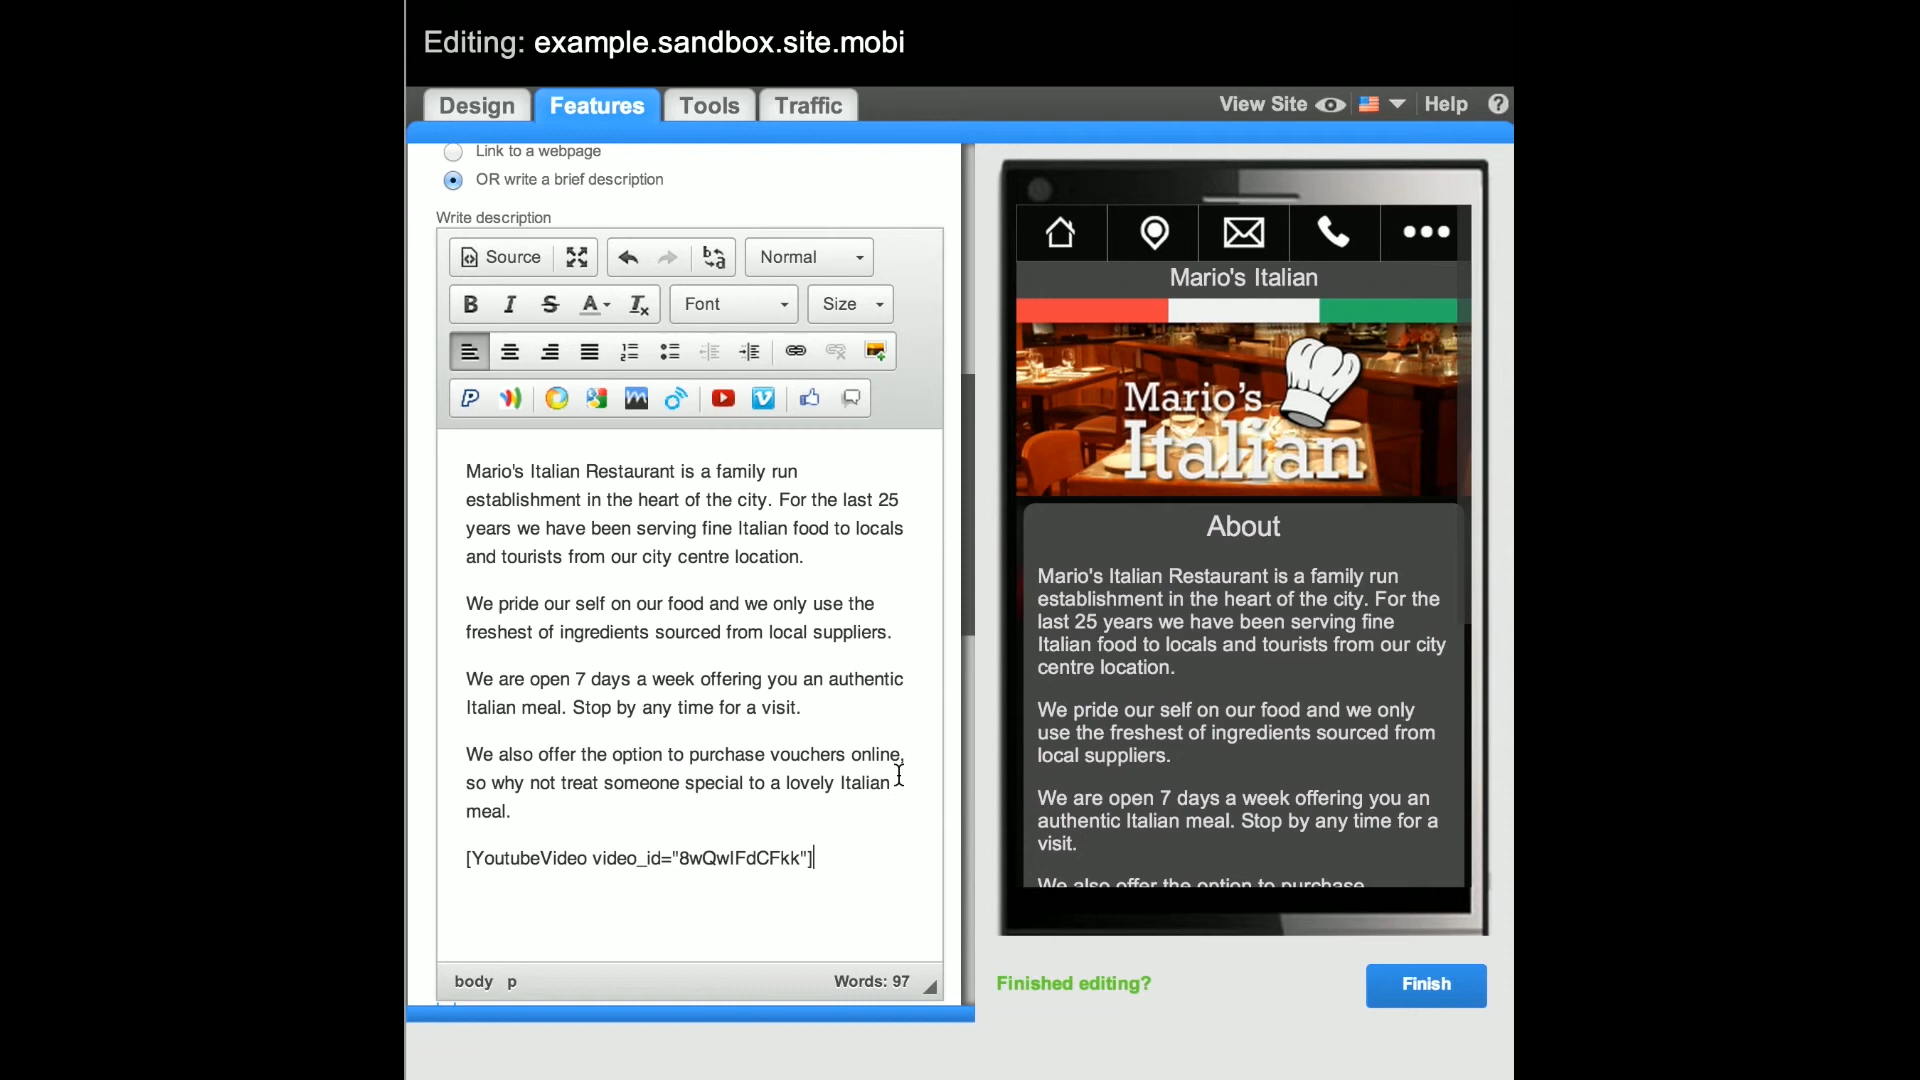 Editing: example.sandbox.site.mobi
Design Features Tools Traffic View Site Help ?
Link to a webpage
OR write a brief description
Write description
Source Normal
B I S A Tx Font Size
Mario's Italian Restaurant is a family run
establishment in the heart of the city. For the last 25
years we have been serving fine Italian food to locals
and tourists from our city centre location.
We pride our self on our food and we only use the
freshest of ingredients sourced from local suppliers.
We are open 7 days a week offering you an authentic
Italian meal. Stop by any time for a visit.
We also offer the option to purchase vouchers online,
so why not treat someone special to a lovely Italian
meal.
[YoutubeVideo video_id="8wQwIFdCFkk"]
body p Words: 97
Mario's Italian
Mario's
Italian
About
Mario's Italian Restaurant is a family run
establishment in the heart of the city. For the
last 25 years we have been serving fine
Italian food to locals and tourists from our city
centre location.
We pride our self on our food and we only
use the freshest of ingredients sourced from
local suppliers.
We are open 7 days a week offering you an
authentic Italian meal. Stop by any time for a
visit.
We also offer the option to purchase
Finished editing? Finish